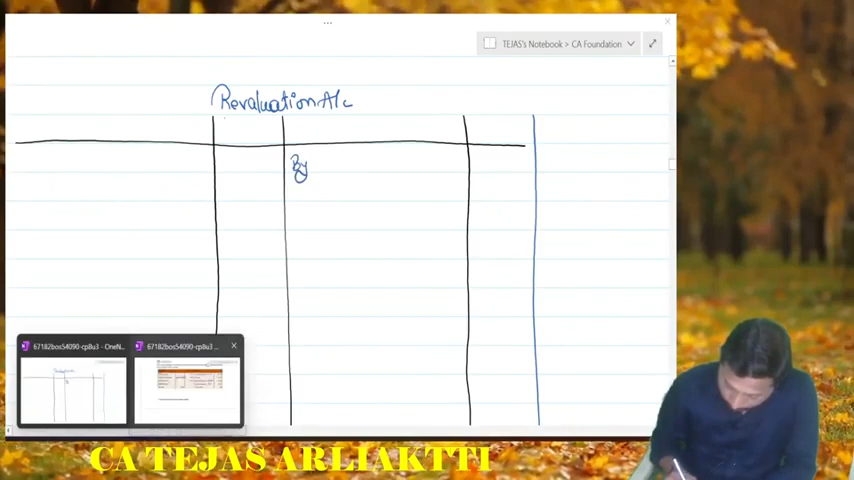 TEJAS's Notebook > CA Foundation
Revaluation A/c
By
67182bos54090-cp8u3 - OneN...
67182bos54090-cp8u3 ...
CA TEJAS ARLIAKTTI